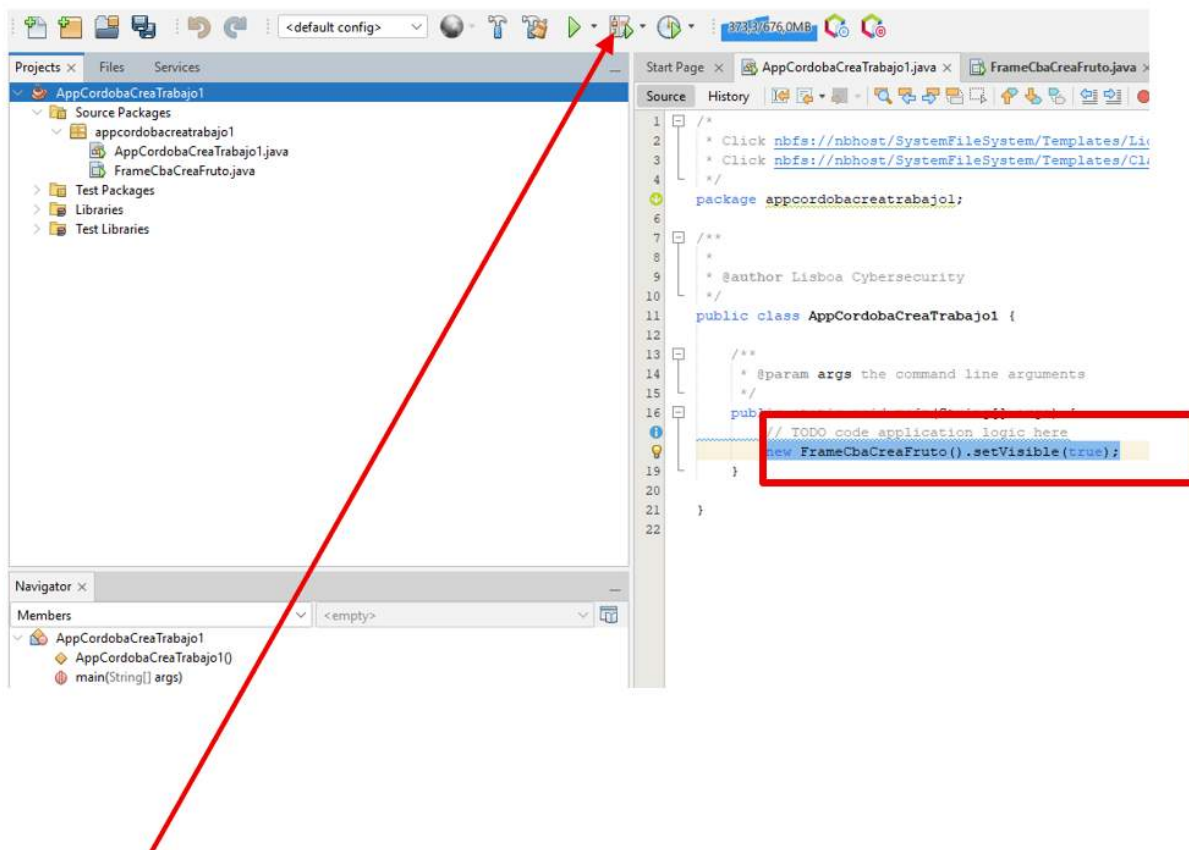 <default config>
373,3/676,0MB
Projects
Files
Services
AppCordobaCreaTrabajo1
Source Packages
appcordobacreatrabajo1
AppCordobaCreaTrabajo1.java
FrameCbaCreaFruto.java
Test Packages
Libraries
Test Libraries
Navigator
Members
<empty>
AppCordobaCreaTrabajo1
AppCordobaCreaTrabajo1()
main(String[] args)
Start Page
AppCordobaCreaTrabajo1.java
FrameCbaCreaFruto.java
Source
History
1 /*
2 * Click nbfs://nbhost/SystemFileSystem/Templates/Lic
3 * Click nbfs://nbhost/SystemFileSystem/Templates/Cla
4 */
package appcordobacreatrabajo1;
6
7 /**
8 *
9 * @author Lisboa Cybersecurity
10 */
11 public class AppCordobaCreaTrabajo1 {
12
13 /**
14 * @param args the command line arguments
15 */
16
// TODO code application logic here
new FrameCbaCreaFruto().setVisible(true);
19 }
20
21 }
22